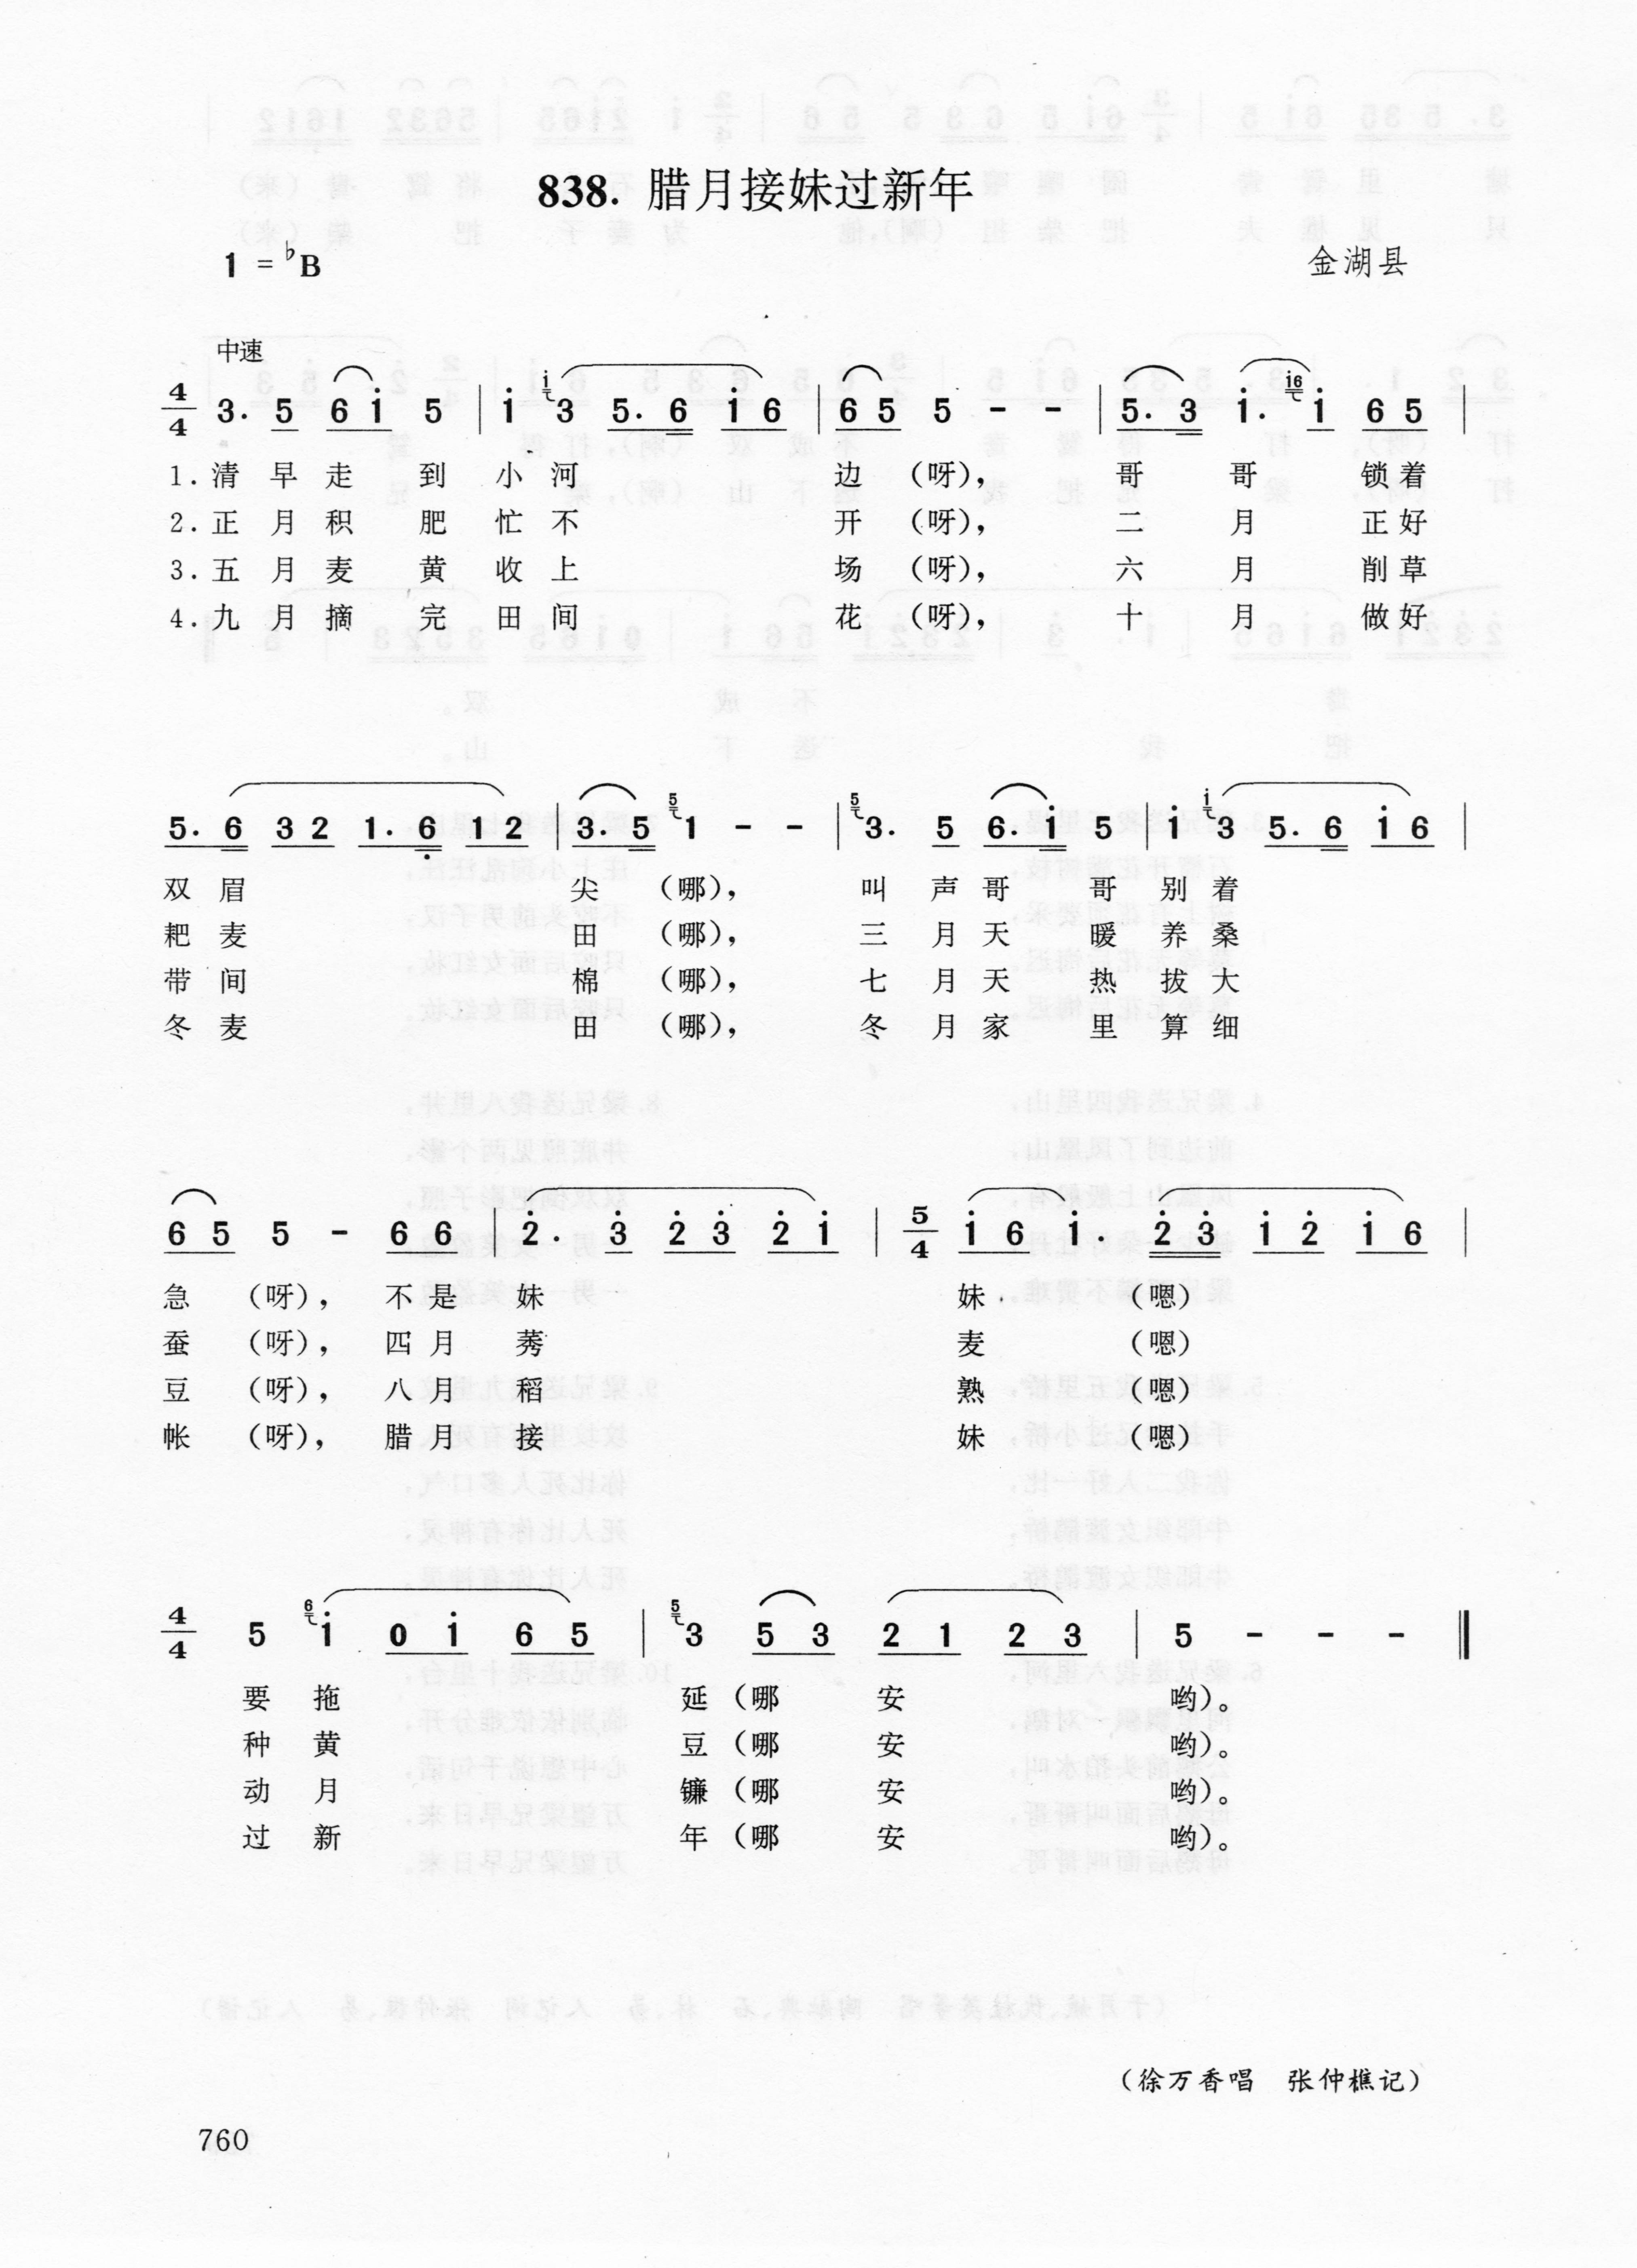 838. 腊月接妹过新年
1 = ♭B
金湖县
中速
4/4 3. 5 6 i 5 | i i 3 5. 6 i 6 | 6 5 5 - - | 5. 3 i. i6 i 6 5 |
1. 清 早 走 到 小 河 边 (呀), 哥 哥 锁着
2. 正 月 积 肥 忙 不 开 (呀), 二 月 正好
3. 五 月 麦 黄 收 上 场 (呀), 六 月 削草
4. 九 月 摘 完 田 间 花 (呀), 十 月 做好
5. 6 3 2 1. 6 1 2 | 3. 5 5 1 - - | 5 3. 5 6. i 5 | i i 3 5. 6 i 6 |
双 眉 尖 (哪), 叫 声 哥 哥 别 着
耙 麦 田 (哪), 三 月 天 暖 养 桑
带 间 棉 (哪), 七 月 天 热 拔 大
冬 麦 田 (哪), 冬 月 家 里 算 细
6 5 5 - 6 6 | 2. 3 2 3 2 i | 5/4 i 6 i. 2 3 i 2 i 6 |
急 (呀), 不 是 妹 妹 (嗯)
蚕 (呀), 四 月 莠 麦 (嗯)
豆 (呀), 八 月 稻 熟 (嗯)
帐 (呀), 腊 月 接 妹 (嗯)
4/4 5 6 i 0 i 6 5 | 5 3 5 3 2 1 2 3 | 5 - - - ‖
要 拖 延 (哪 安 哟)。
种 黄 豆 (哪 安 哟)。
动 月 镰 (哪 安 哟)。
过 新 年 (哪 安 哟)。
(徐万香唱 张仲樵记)
760